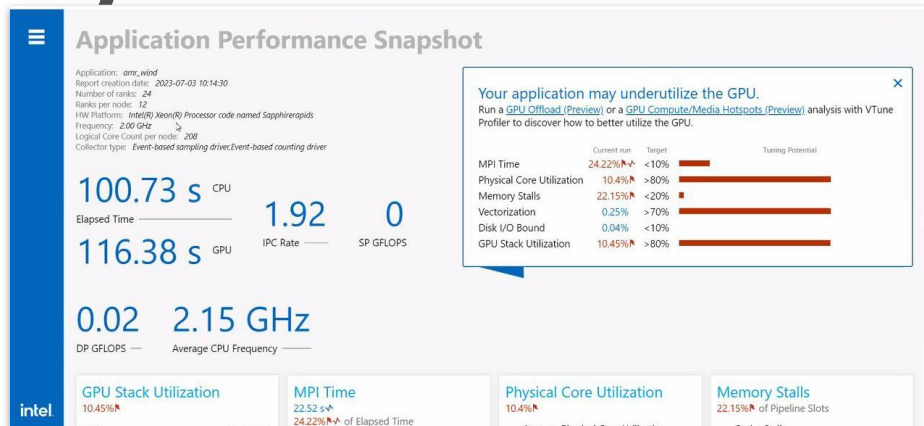 Application Performance Snapshot
Application: amr_wind
Report creation date: 2023-07-03 10:14:30
Number of ranks: 24
Ranks per node: 12
HW Platform: Intel(R) Xeon(R) Processor code named Sapphirerapids
Frequency: 2.00 GHz
Logical Core Count per node: 208
Collector type: Event-based sampling driver,Event-based counting driver
100.73 s CPU
Elapsed Time
116.38 s GPU
1.92
IPC Rate
0
SP GFLOPS
0.02
DP GFLOPS
2.15 GHz
Average CPU Frequency
Your application may underutilize the GPU.
Run a GPU Offload (Preview) or a GPU Compute/Media Hotspots (Preview) analysis with VTune
Profiler to discover how to better utilize the GPU.
Current run Target Tuning Potential
MPI Time 24.22% <10%
Physical Core Utilization 10.4% >80%
Memory Stalls 22.15% <20%
Vectorization 0.25% >70%
Disk I/O Bound 0.04% <10%
GPU Stack Utilization 10.45% >80%
GPU Stack Utilization
10.45%
MPI Time
22.52 s
24.22% of Elapsed Time
Physical Core Utilization
10.4%
Memory Stalls
22.15% of Pipeline Slots
intel.